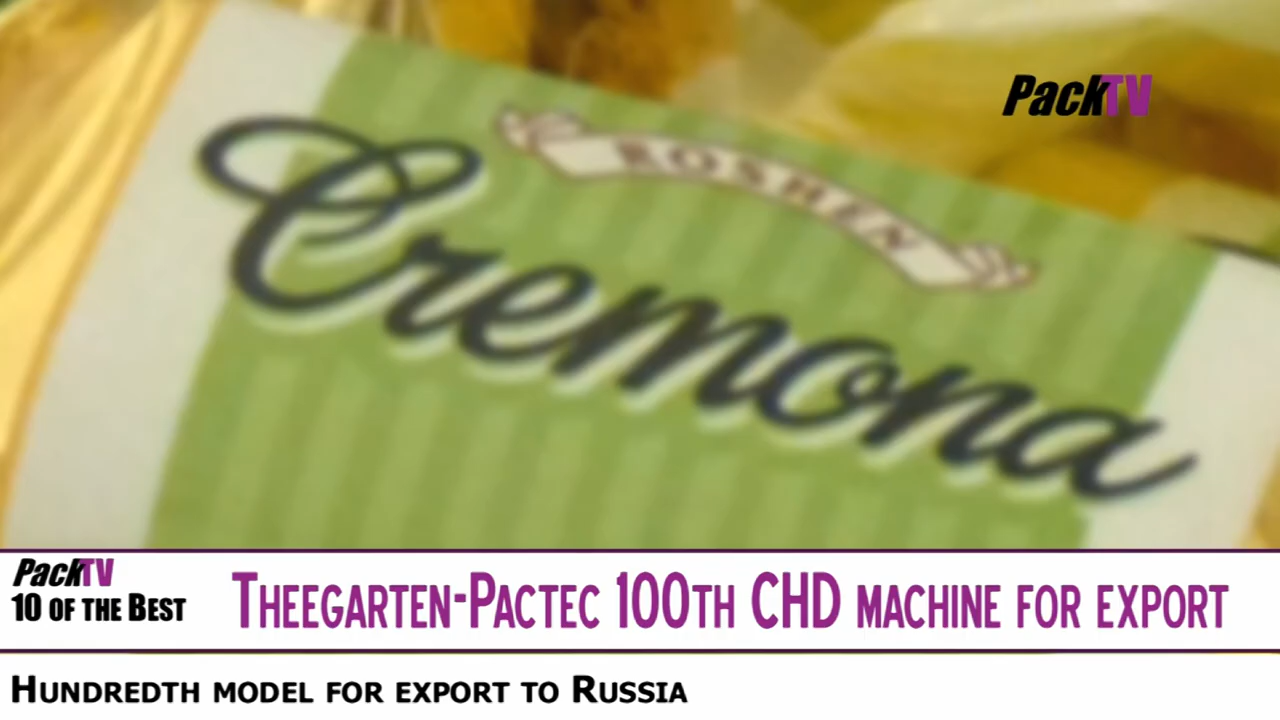 PackTV
ROSHEN
Cremona
PackTV
10 OF THE BEST
THEEGARTEN-PACTEC 100TH CHD MACHINE FOR EXPORT
HUNDREDTH MODEL FOR EXPORT TO RUSSIA